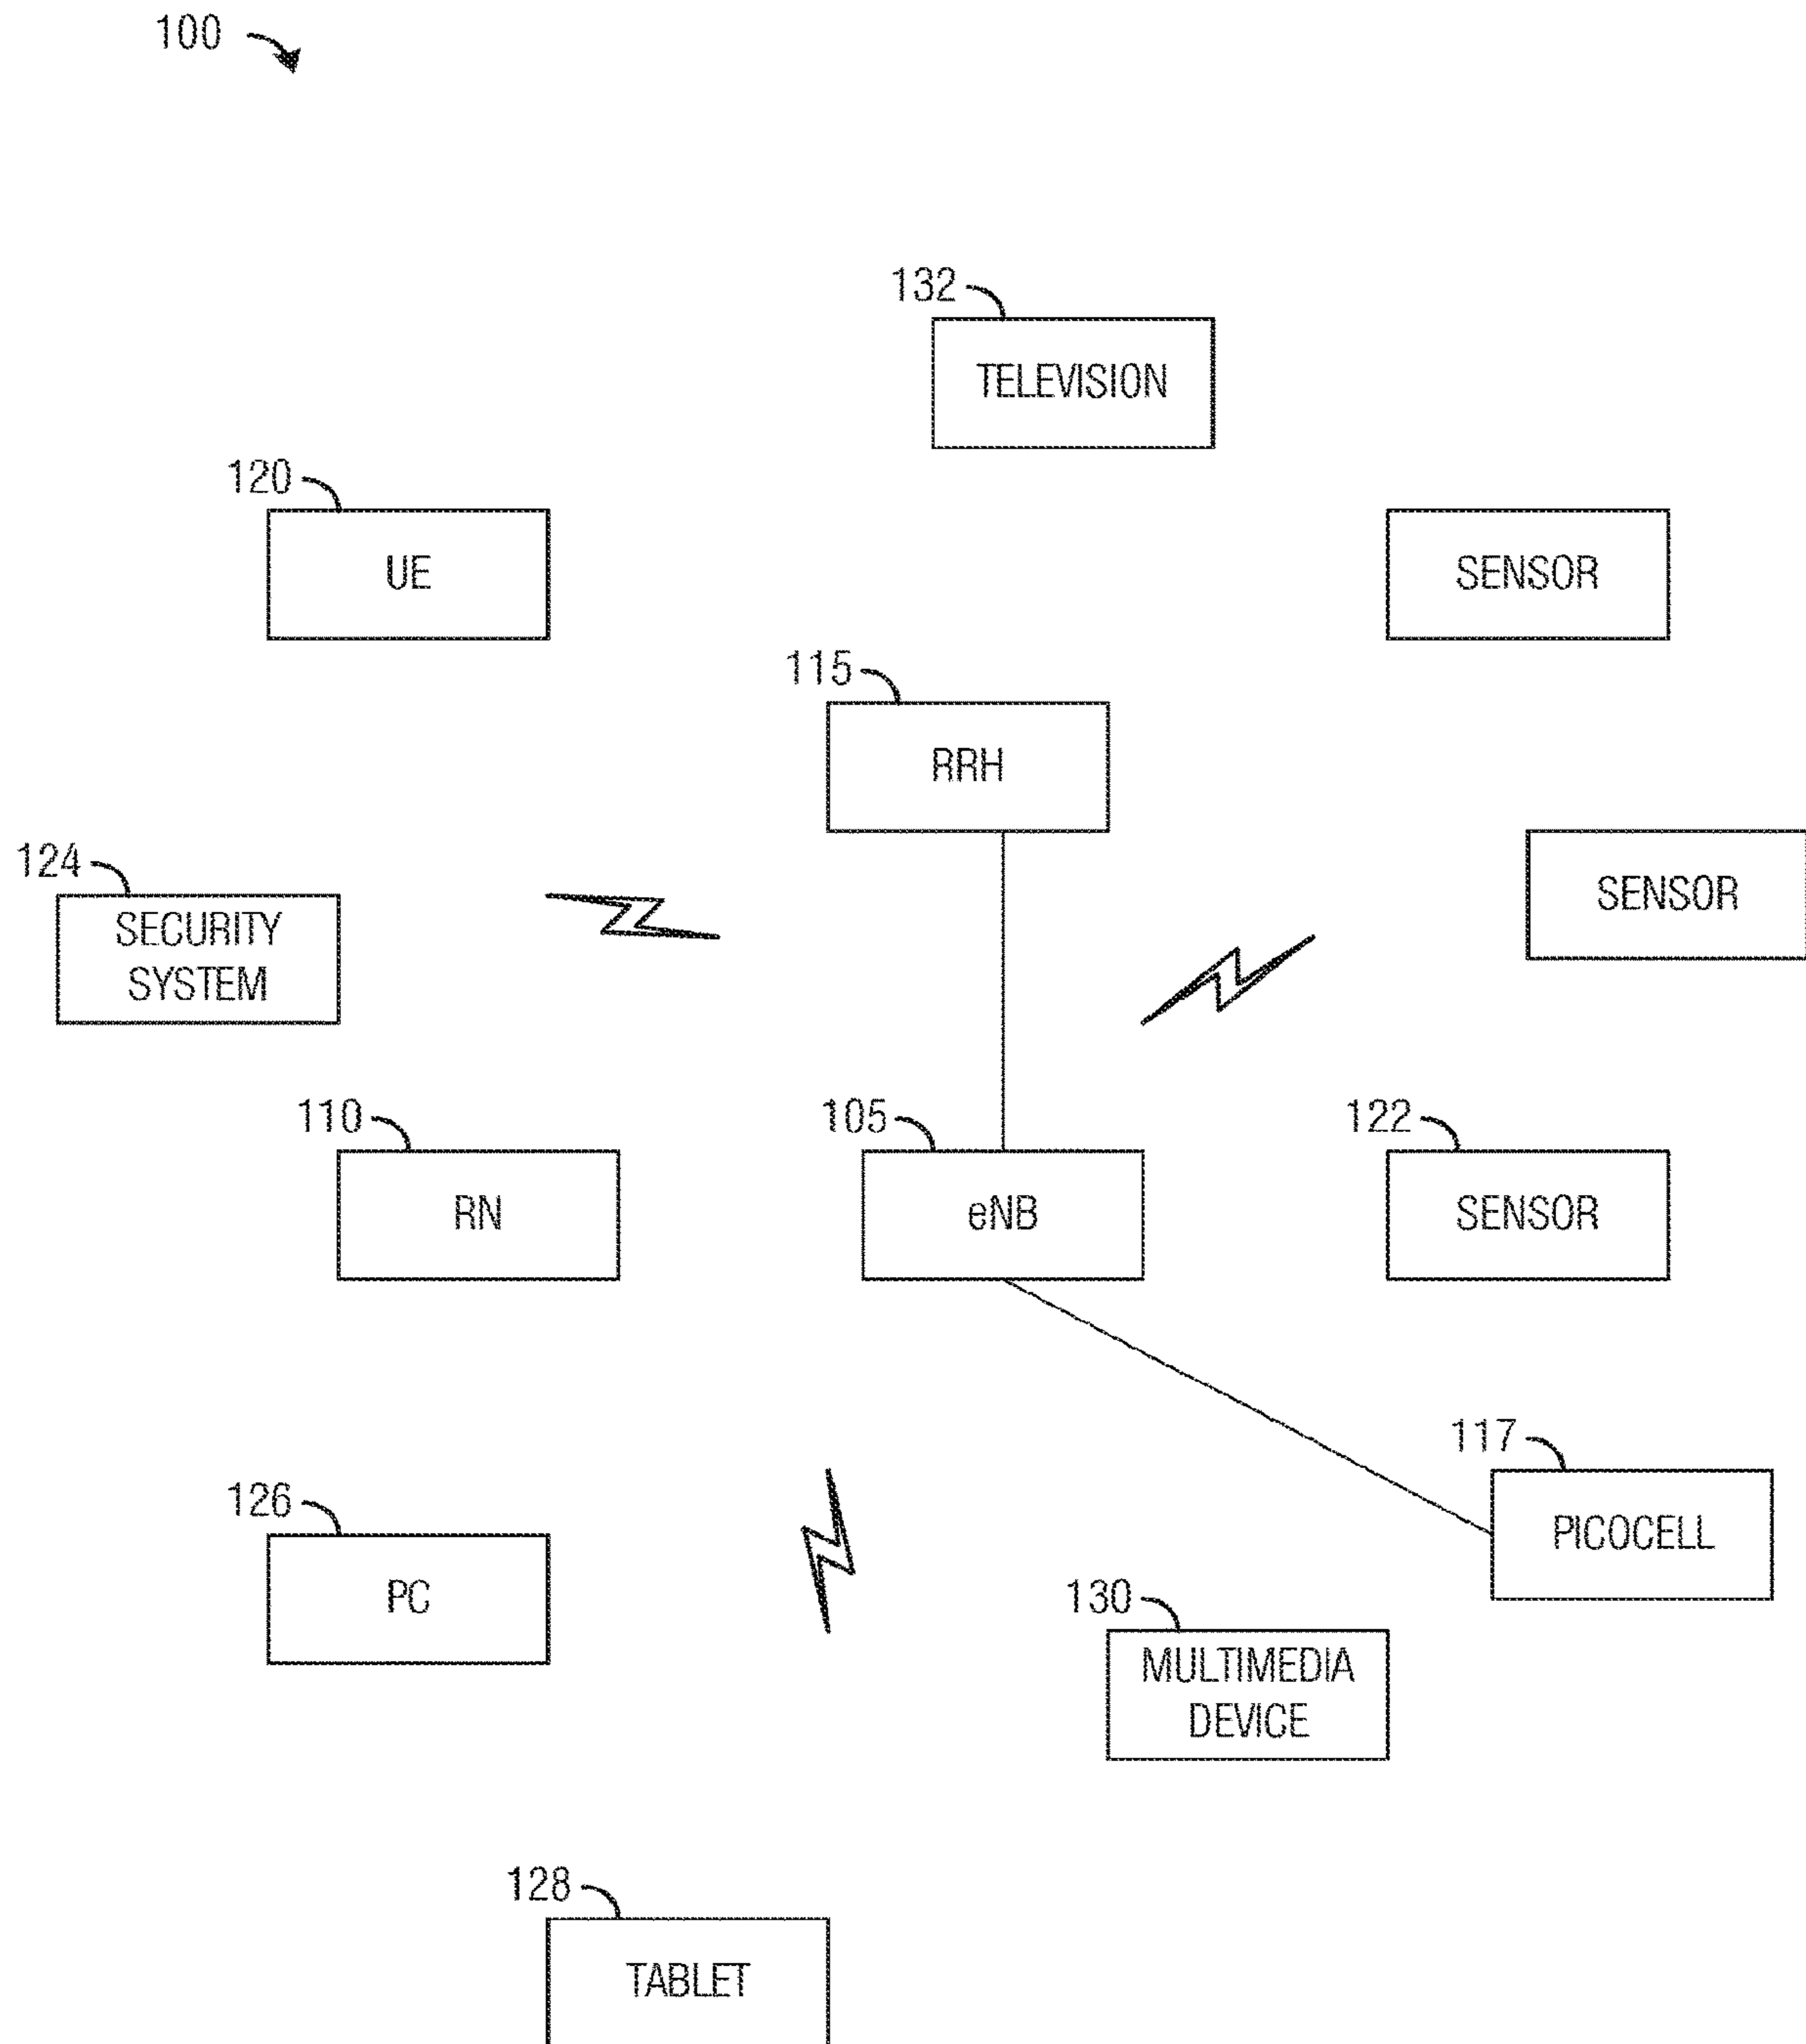 100
132
TELEVISION
120
UE
SENSOR
115
RRH
124
SECURITY
SYSTEM
SENSOR
110
RN
105
eNB
122
SENSOR
117
PICOCELL
126
PC
130
MULTIMEDIA
DEVICE
128
TABLET